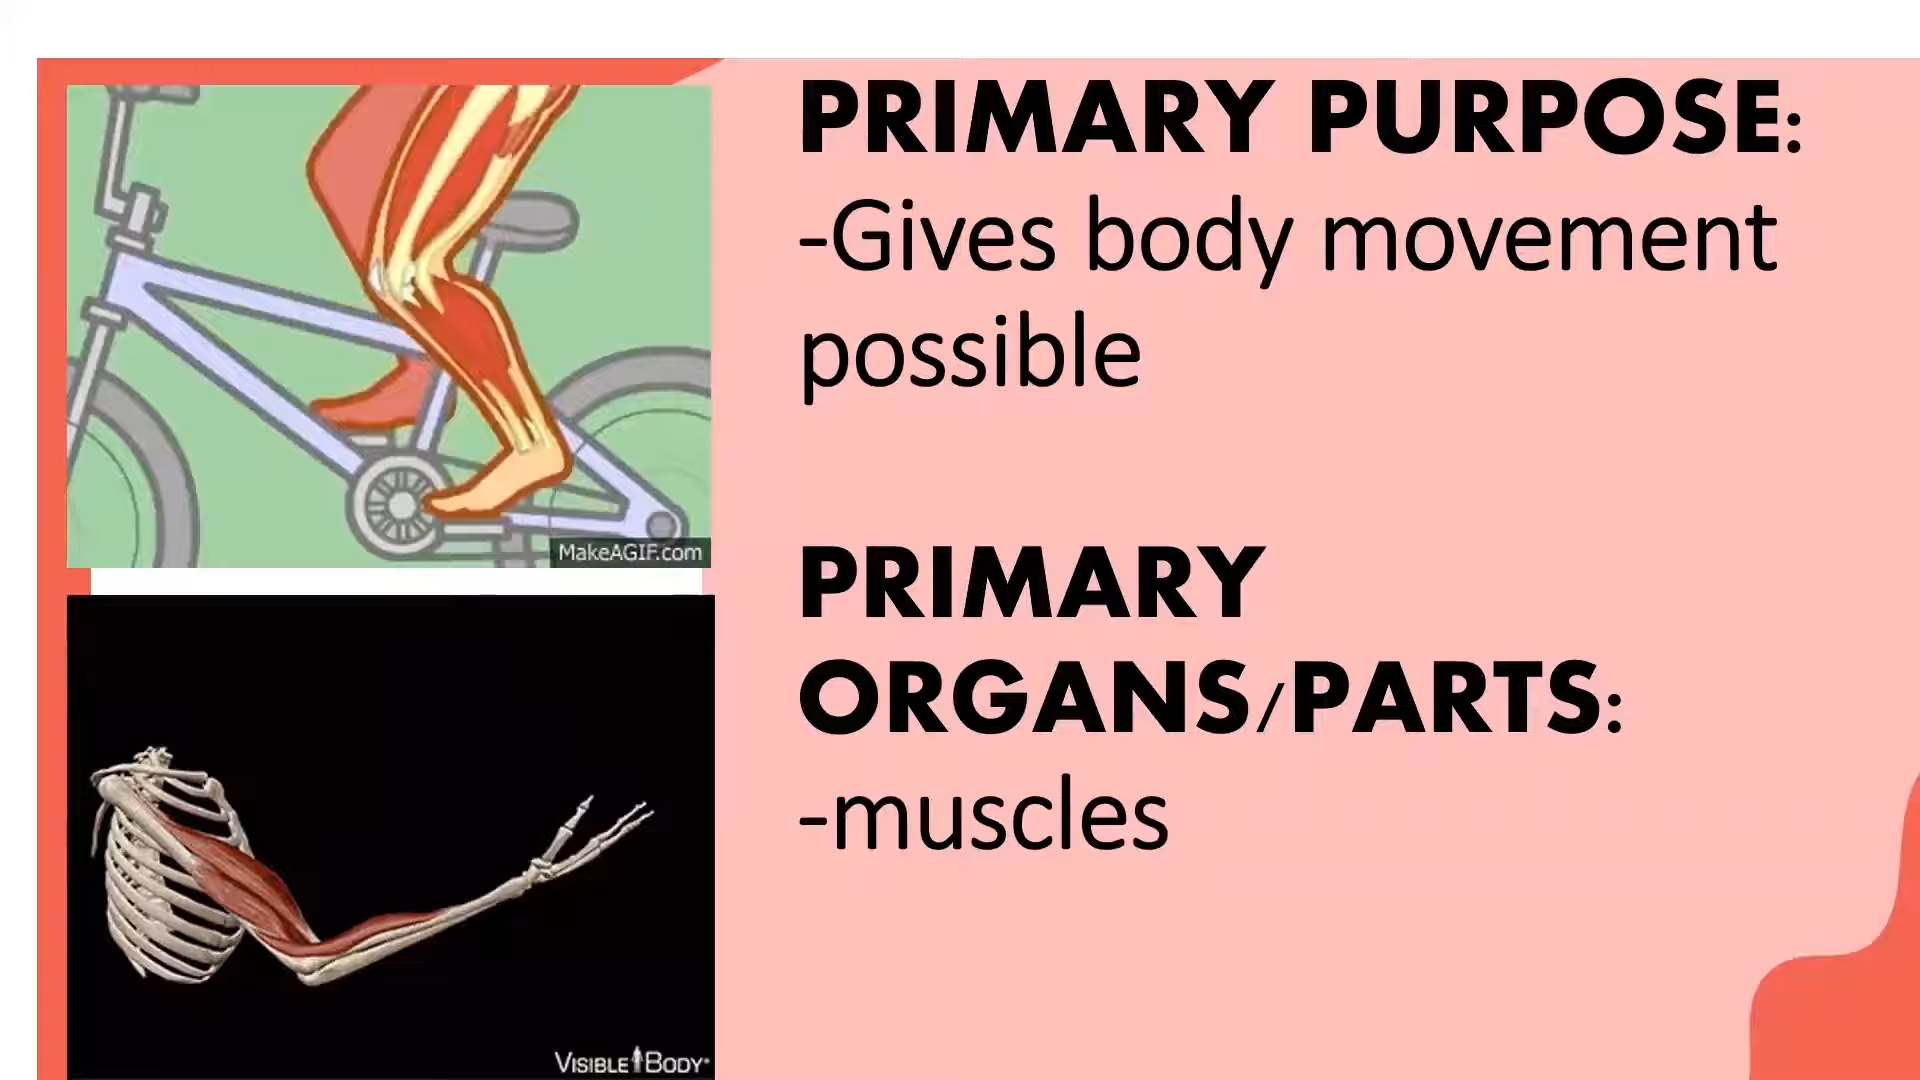 PRIMARY PURPOSE:
-Gives body movement
possible
PRIMARY
ORGANS/PARTS:
-muscles
MakeAGIF.com
VISIBLE BODY